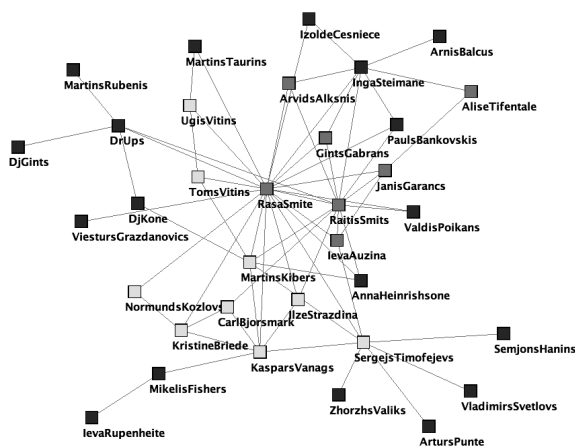 IzoldeCesniece
ArnisBalcus
MartinsTaurins
IngaSteimane
MartinsRubenis
ArvidsAlksnis
AliseTifentale
UgisVitins
DjGints
DrUps
GintsGabrans
PaulsBankovskis
TomsVitins
JanisGarancs
RasaSmite
DjKone
RaitisSmits
ValdisPoikans
ViestursGrazdanovics
IevaAuzina
MartinsKibers
AnnaHeinrishsone
NormundsKozlovs
CarlBjorsmark
IlzeStrazdina
KristineBriede
SergejsTimofejevs
SemjonsHanins
KasparsVanags
MikelisFishers
ZhorzhsValiks
VladimirsSvetlovs
IevaRupenheite
ArtursPunte